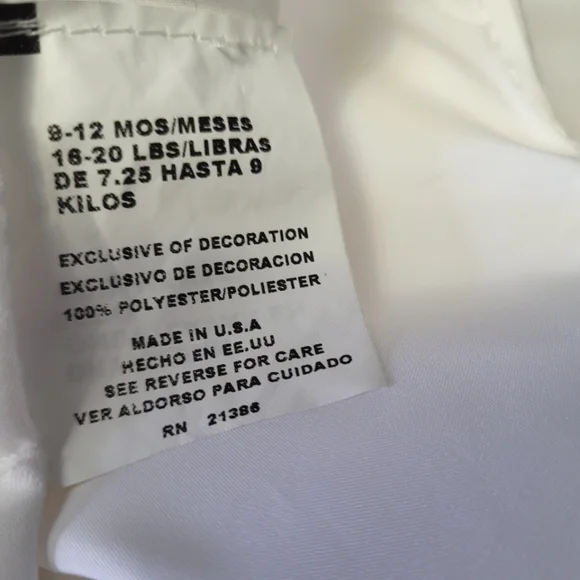 9-12 MOS/MESES
16-20 LBS/LIBRAS
DE 7.25 HASTA 9
KILOS
EXCLUSIVE OF DECORATION
EXCLUSIVO DE DECORACION
100% POLYESTER/POLIESTER
MADE IN U.S.A
HECHO EN EE.UU
SEE REVERSE FOR CARE
VER ALDORSO PARA CUIDADO
RN 21386